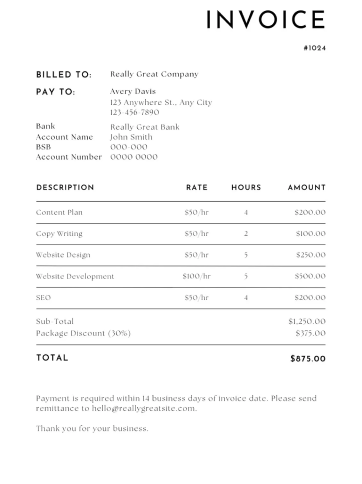 INVOICE
#1024
BILLED TO: Really Great Company
PAY TO: Avery Davis
123 Anywhere St., Any City
123-456-7890
Bank Really Great Bank
Account Name John Smith
BSB 000-000
Account Number 0000 0000
DESCRIPTION RATE HOURS AMOUNT
Content Plan $50/hr 4 $200.00
Copy Writing $50/hr 2 $100.00
Website Design $50/hr 5 $250.00
Website Development $100/hr 5 $500.00
SEO $50/hr 4 $200.00
Sub-Total $1,250.00
Package Discount (30%) $375.00
TOTAL $875.00
Payment is required within 14 business days of invoice date. Please send
remittance to hello@reallygreatsite.com.
Thank you for your business.